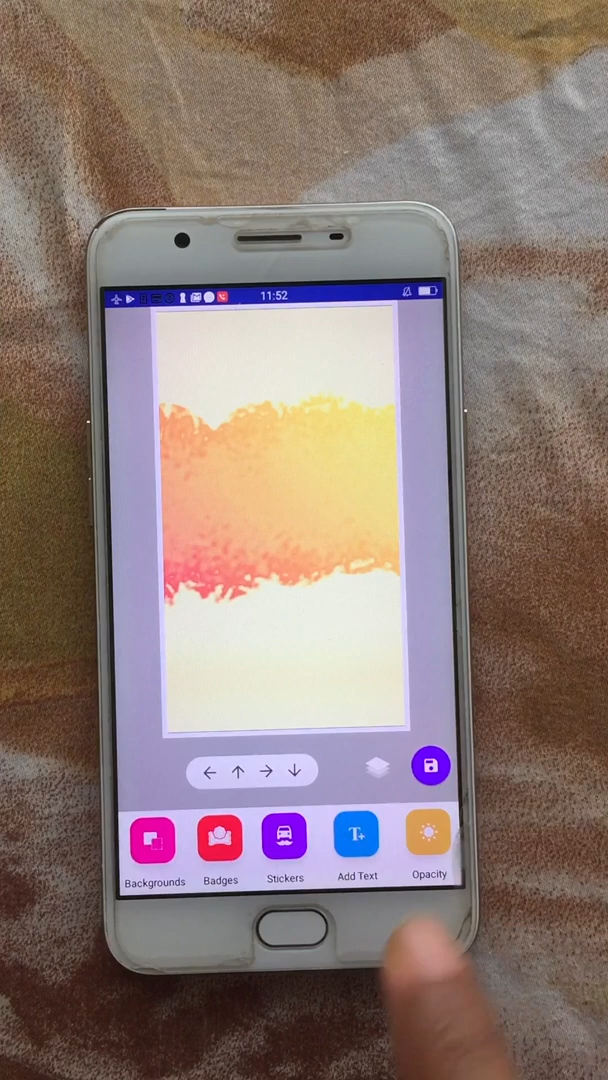 11:52
T+
Backgrounds
Badges
Stickers
Add Text
Opacity